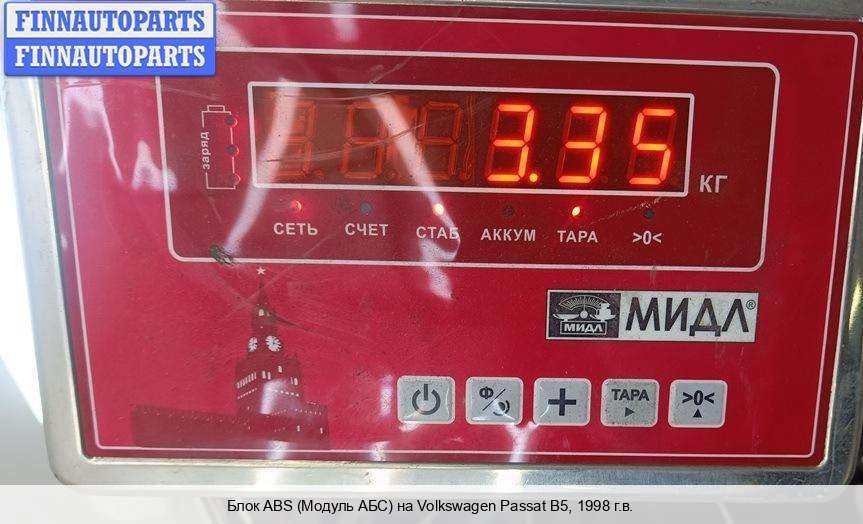 FINNAUTOPARTS
FINNAUTOPARTS
заряд
3.35
КГ
СЕТЬ СЧЕТ СТАБ АККУМ ТАРА >0<
МИДЛ МИДЛ®
Ф ТАРА >0<
Блок ABS (Модуль АБС) на Volkswagen Passat B5, 1998 г.в.